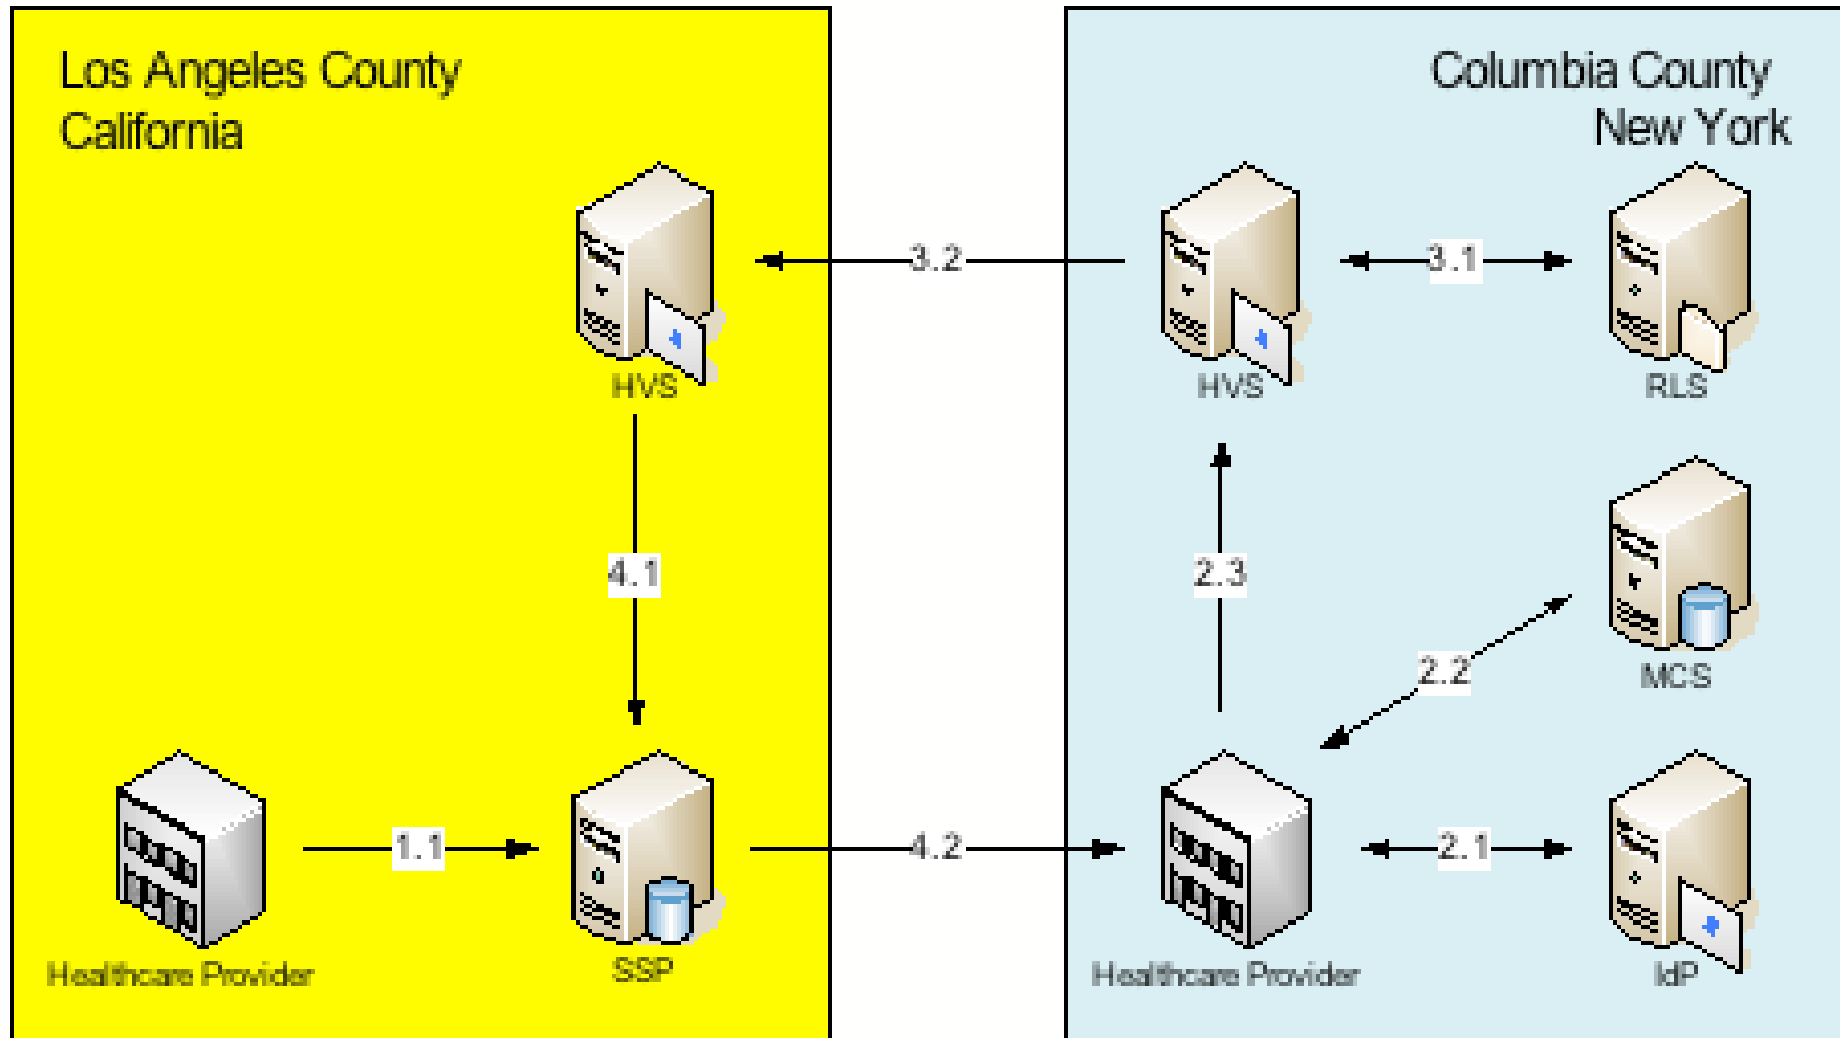 Los Angeles County
California
Columbia County
New York
3.2
3.1
HVS
HVS
RLS
4.1
2.3
2.2
MCS
1.1
4.2
2.1
Healthcare Provider
SSP
Healthcare Provider
IdP